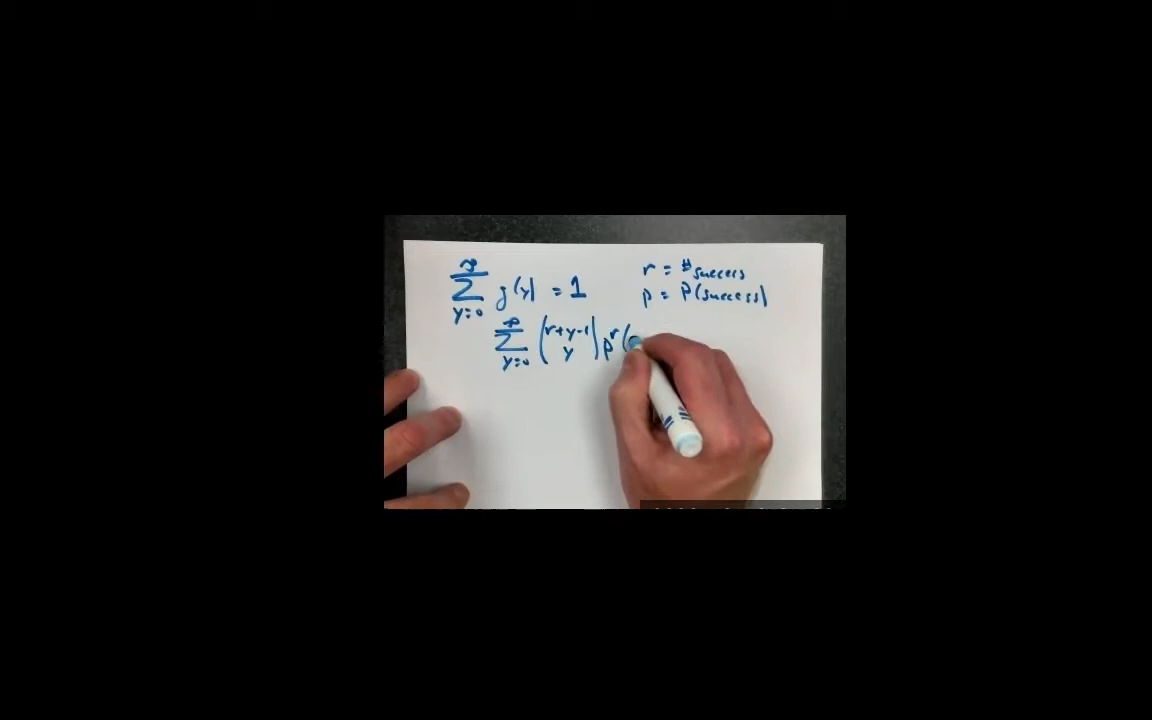 ∞ Σ y=0 g(y) = 1
r = # success
p = P(success)
∞ Σ y=0 (r+y-1 y) p^r (